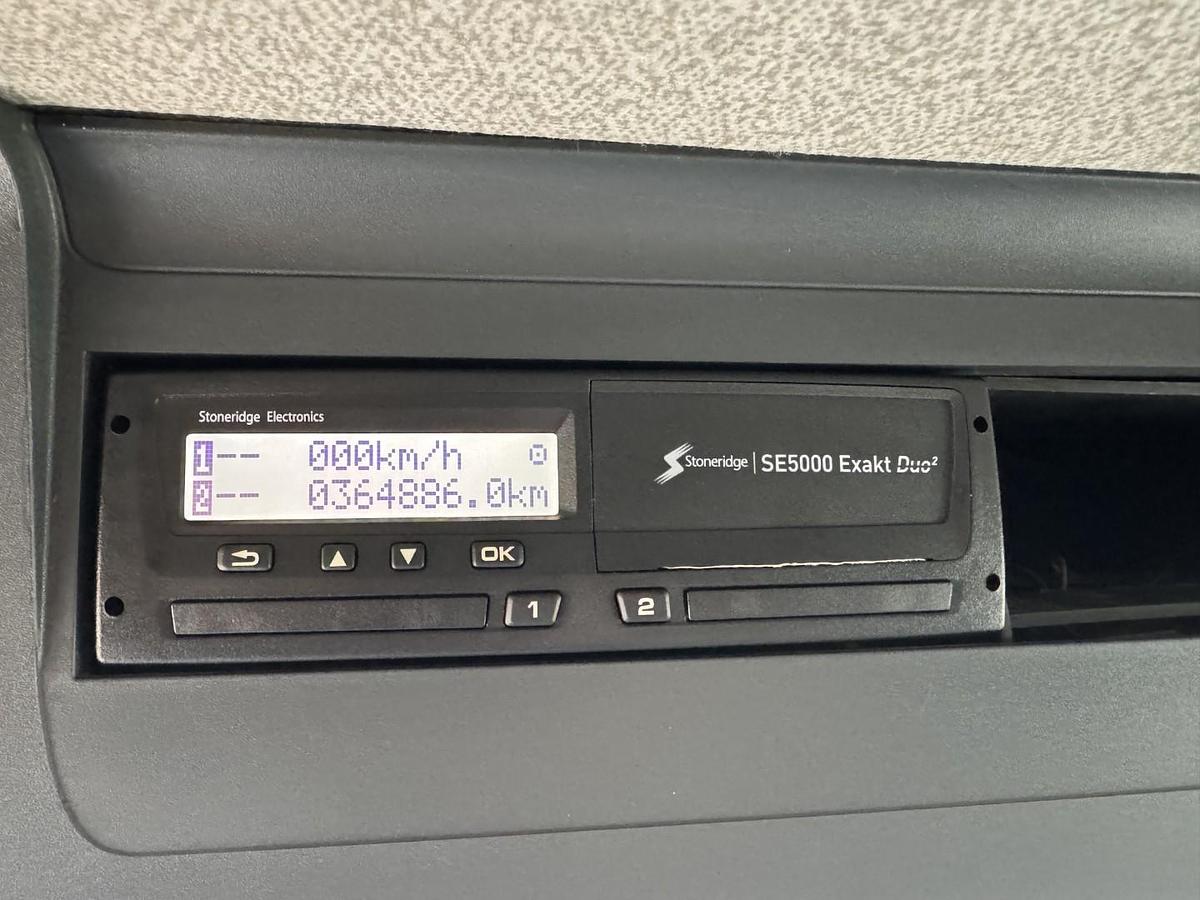 Stoneridge Electronics
1-- 000km/h
2-- 0364886.0km
OK
1
2
Stoneridge | SE5000 Exakt Duo²